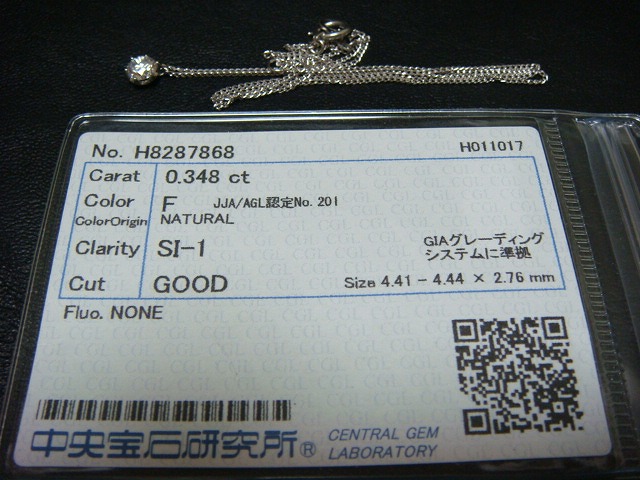 No. H8287868 H011017
Carat 0.348 ct
Color F JJA/AGL認定No. 201
ColorOrigin NATURAL
Clarity SI-1 GIAグレーディング
システムに準拠
Cut GOOD Size 4.41 - 4.44 × 2.76 mm
Fluo. NONE
中央宝石研究所® CENTRAL GEM
LABORATORY